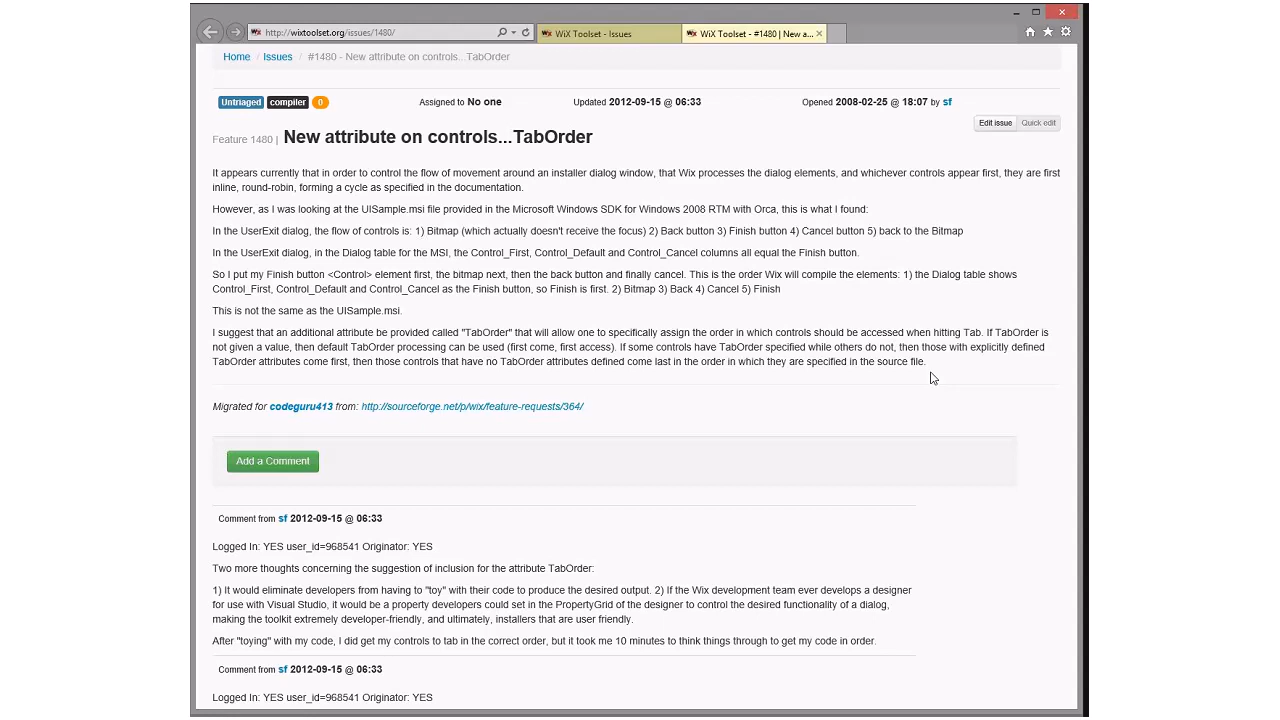 http://wixtoolset.org/issues/1480/
WiX Toolset - Issues
WiX Toolset - #1480 | New a...
Home / Issues / #1480 - New attribute on controls...TabOrder
Untriaged compiler 0 Assigned to No one Updated 2012-09-15 @ 06:33 Opened 2008-02-25 @ 18:07 by sf
Edit issue Quick edit
Feature 1480 | New attribute on controls...TabOrder
It appears currently that in order to control the flow of movement around an installer dialog window, that Wix processes the dialog elements, and whichever controls appear first, they are first
inline, round-robin, forming a cycle as specified in the documentation.
However, as I was looking at the UISample.msi file provided in the Microsoft Windows SDK for Windows 2008 RTM with Orca, this is what I found:
In the UserExit dialog, the flow of controls is: 1) Bitmap (which actually doesn't receive the focus) 2) Back button 3) Finish button 4) Cancel button 5) back to the Bitmap
In the UserExit dialog, in the Dialog table for the MSI, the Control_First, Control_Default and Control_Cancel columns all equal the Finish button.
So I put my Finish button <Control> element first, the bitmap next, then the back button and finally cancel. This is the order Wix will compile the elements: 1) the Dialog table shows
Control_First, Control_Default and Control_Cancel as the Finish button, so Finish is first. 2) Bitmap 3) Back 4) Cancel 5) Finish
This is not the same as the UISample.msi.
I suggest that an additional attribute be provided called "TabOrder" that will allow one to specifically assign the order in which controls should be accessed when hitting Tab. If TabOrder is
not given a value, then default TabOrder processing can be used (first come, first access). If some controls have TabOrder specified while others do not, then those with explicitly defined
TabOrder attributes come first, then those controls that have no TabOrder attributes defined come last in the order in which they are specified in the source file.
Migrated for codeguru413 from: http://sourceforge.net/p/wix/feature-requests/364/
Add a Comment
Comment from sf 2012-09-15 @ 06:33
Logged In: YES user_id=968541 Originator: YES
Two more thoughts concerning the suggestion of inclusion for the attribute TabOrder:
1) It would eliminate developers from having to "toy" with their code to produce the desired output. 2) If the Wix development team ever develops a designer
for use with Visual Studio, it would be a property developers could set in the PropertyGrid of the designer to control the desired functionality of a dialog,
making the toolkit extremely developer-friendly, and ultimately, installers that are user friendly.
After "toying" with my code, I did get my controls to tab in the correct order, but it took me 10 minutes to think things through to get my code in order.
Comment from sf 2012-09-15 @ 06:33
Logged In: YES user_id=968541 Originator: YES